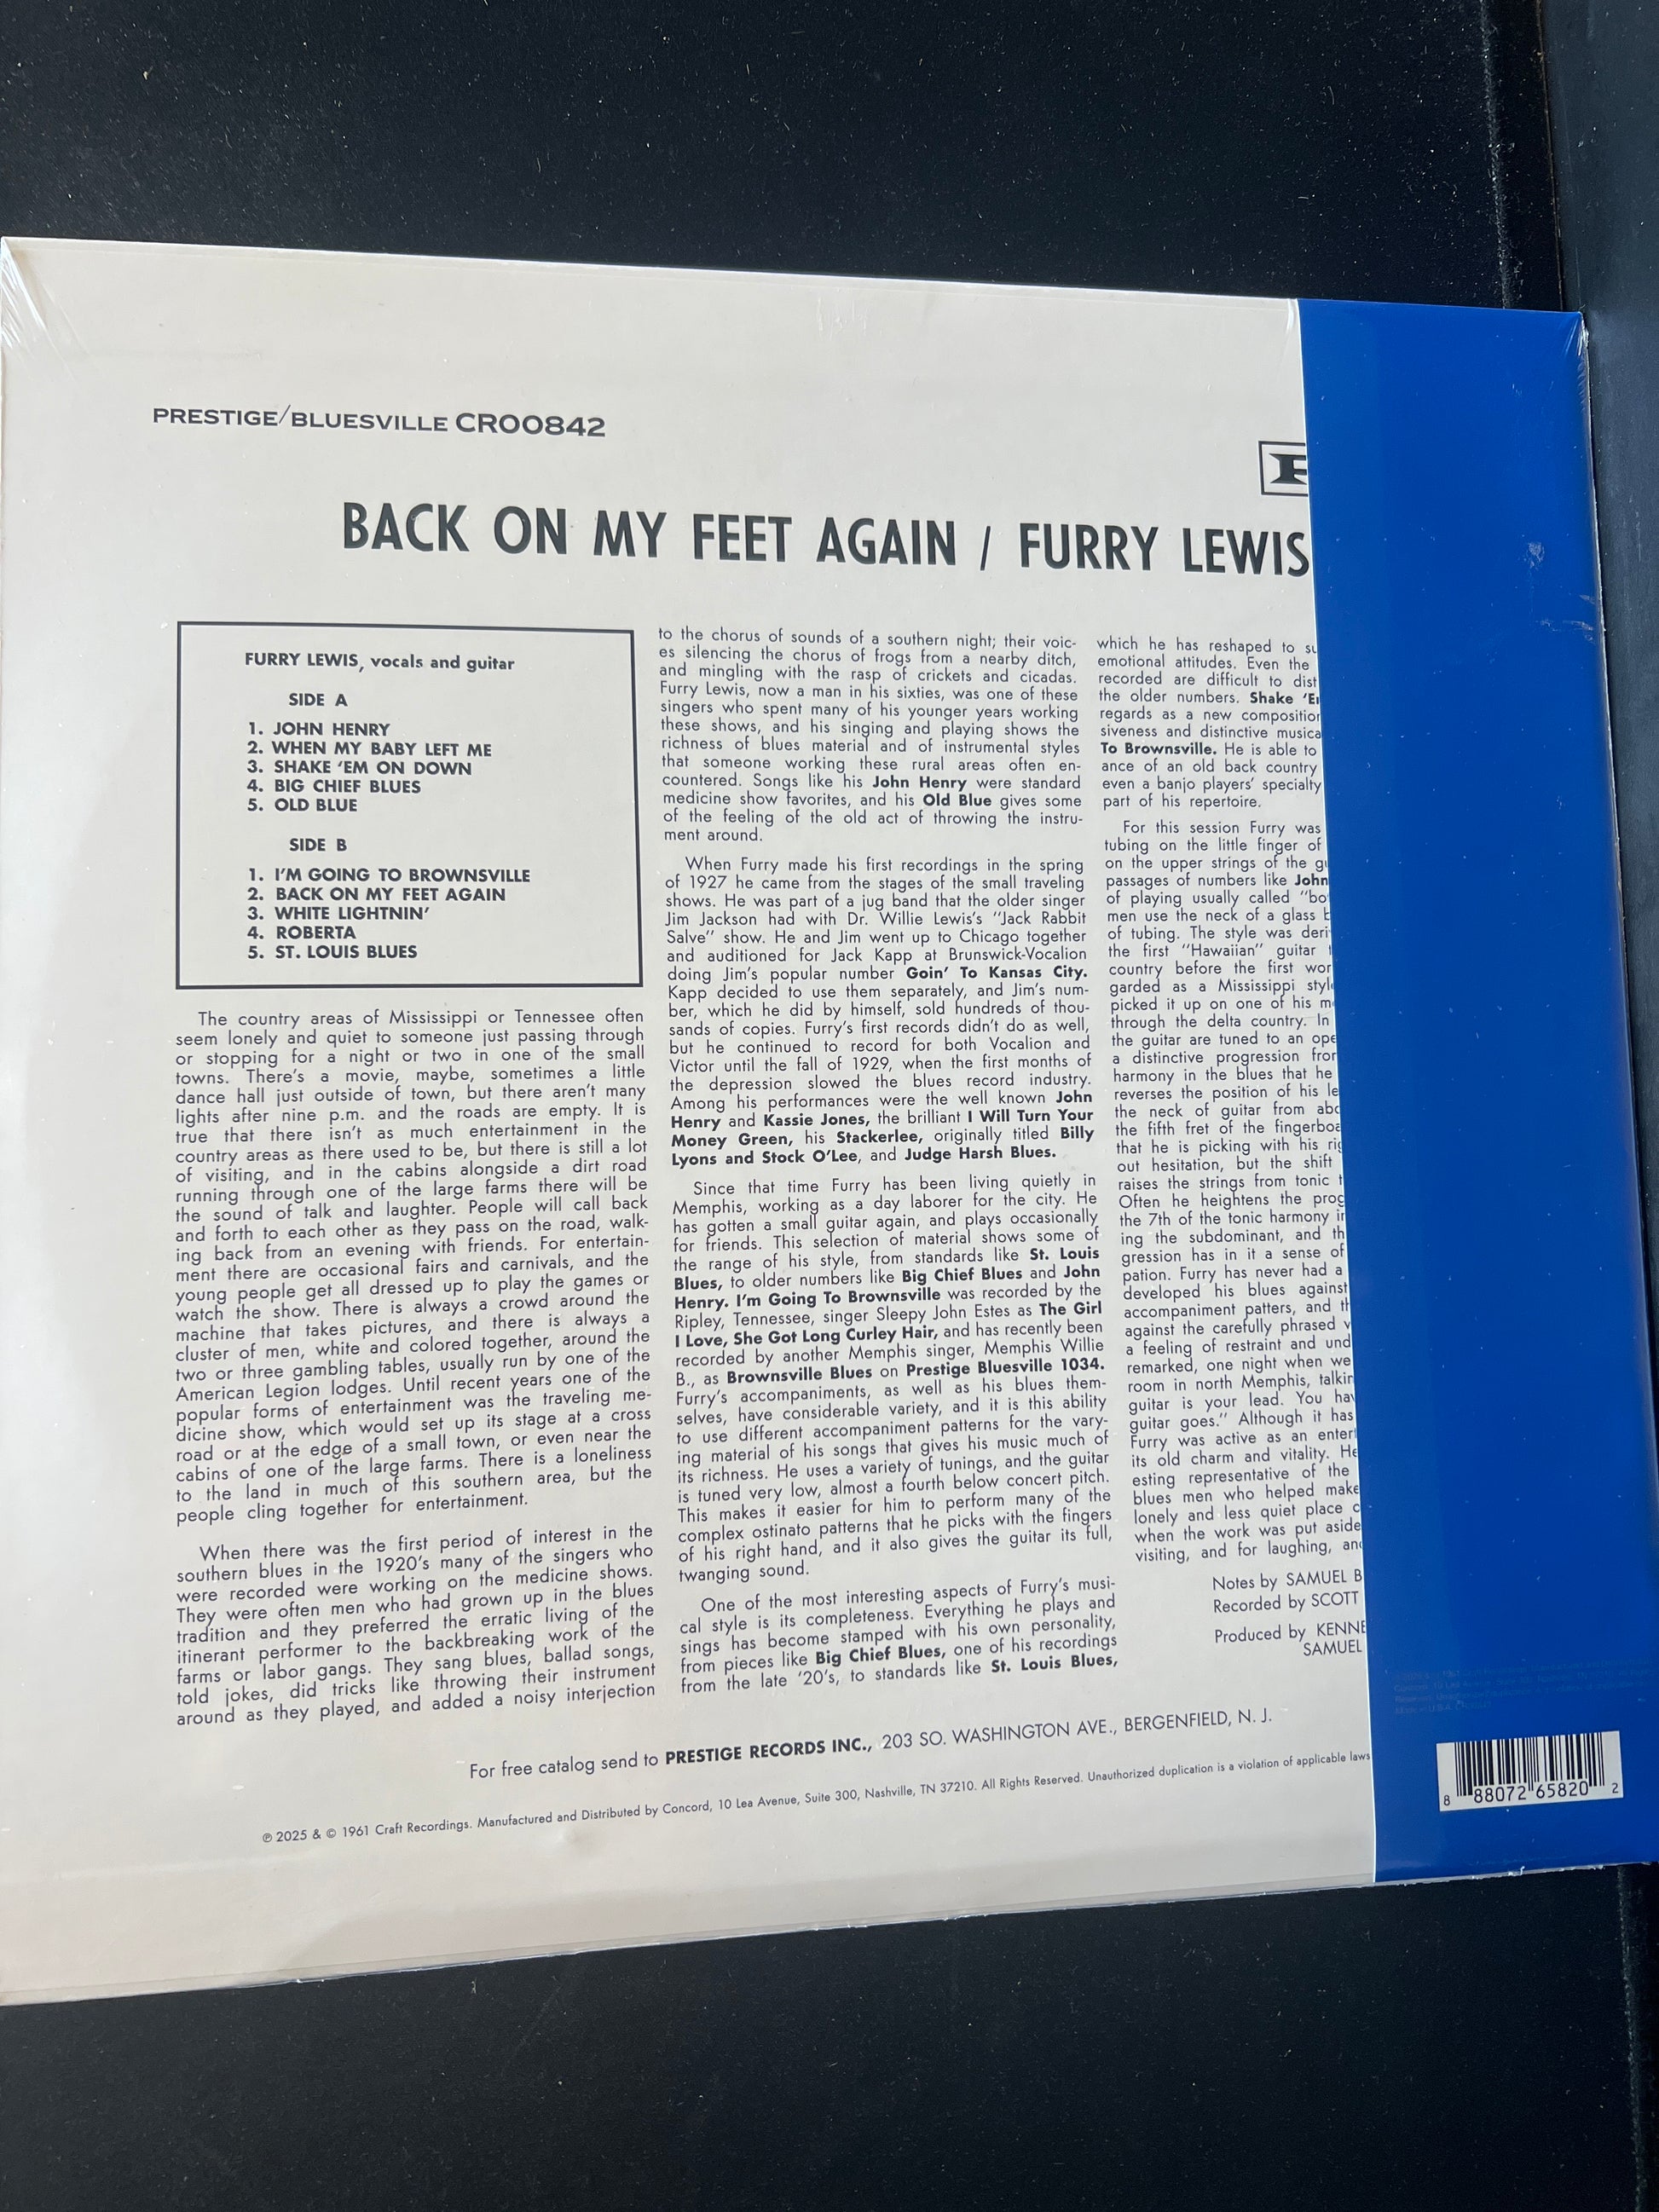 PRESTIGE/BLUESVILLE CR00842
BACK ON MY FEET AGAIN / FURRY LEWIS
FURRY LEWIS, vocals and guitar
SIDE A
1. JOHN HENRY
2. WHEN MY BABY LEFT ME
3. SHAKE 'EM ON DOWN
4. BIG CHIEF BLUES
5. OLD BLUE
SIDE B
1. I'M GOING TO BROWNSVILLE
2. BACK ON MY FEET AGAIN
3. WHITE LIGHTNIN'
4. ROBERTA
5. ST. LOUIS BLUES
The country areas of Mississippi or Tennessee often
seem lonely and quiet to someone just passing through
or stopping for a night or two in one of the small
towns. There's a movie, maybe, sometimes a little
dance hall just outside of town, but there aren't many
lights after nine p.m. and the roads are empty. It is
true that there isn't as much entertainment in the
country areas as there used to be, but there is still a lot
of visiting, and in the cabins alongside a dirt road
running through one of the large farms there will be
the sound of talk and laughter. People will call back
and forth to each other as they pass on the road, walk-
ing back from an evening with friends. For entertain-
ment there are occasional fairs and carnivals, and the
young people get all dressed up to play the games or
watch the show. There is always a crowd around the
machine that takes pictures, and there is always a
cluster of men, white and colored together, around the
two or three gambling tables, usually run by one of the
American Legion lodges. Until recent years one of the
popular forms of entertainment was the traveling me-
dicine show, which would set up its stage at a cross
road or at the edge of a small town, or even near the
cabins of one of the large farms. There is a loneliness
to the land in much of this southern area, but the
people cling together for entertainment.
When there was the first period of interest in the
southern blues in the 1920's many of the singers who
were recorded were working on the medicine shows.
They were often men who had grown up in the blues
tradition and they preferred the erratic living of the
itinerant performer to the backbreaking work of the
farms or labor gangs. They sang blues, ballad songs,
told jokes, did tricks like throwing their instrument
around as they played, and added a noisy interjection
to the chorus of sounds of a southern night; their voic-
es silencing the chorus of frogs from a nearby ditch,
and mingling with the rasp of crickets and cicadas.
Furry Lewis, now a man in his sixties, was one of these
singers who spent many of his younger years working
these shows, and his singing and playing shows the
richness of blues material and of instrumental styles
that someone working these rural areas often en-
countered. Songs like his John Henry were standard
medicine show favorites, and his Old Blue gives some
of the feeling of the old act of throwing the instru-
ment around.
When Furry made his first recordings in the spring
of 1927 he came from the stages of the small traveling
shows. He was part of a jug band that the older singer
Jim Jackson had with Dr. Willie Lewis's "Jack Rabbit
Salve" show. He and Jim went up to Chicago together
and auditioned for Jack Kapp at Brunswick-Vocalion
doing Jim's popular number Goin' To Kansas City.
Kapp decided to use them separately, and Jim's num-
ber, which he did by himself, sold hundreds of thou-
sands of copies. Furry's first records didn't do as well,
but he continued to record for both Vocalion and
Victor until the fall of 1929, when the first months of
the depression slowed the blues record industry.
Among his performances were the well known John
Henry and Kassie Jones, the brilliant I Will Turn Your
Money Green, his Stackerlee, originally titled Billy
Lyons and Stock O'Lee, and Judge Harsh Blues.
Since that time Furry has been living quietly in
Memphis, working as a day laborer for the city. He
has gotten a small guitar again, and plays occasionally
for friends. This selection of material shows some of
the range of his style, from standards like St. Louis
Blues, to older numbers like Big Chief Blues and John
Henry. I'm Going To Brownsville was recorded by the
Ripley, Tennessee, singer Sleepy John Estes as The Girl
I Love, She Got Long Curley Hair, and has recently been
recorded by another Memphis singer, Memphis Willie
B., as Brownsville Blues on Prestige Bluesville 1034.
Furry's accompaniments, as well as his blues them-
selves, have considerable variety, and it is this ability
to use different accompaniment patterns for the vary-
ing material of his songs that gives his music much of
its richness. He uses a variety of tunings, and the guitar
is tuned very low, almost a fourth below concert pitch.
This makes it easier for him to perform many of the
complex ostinato patterns that he picks with the fingers
of his right hand, and it also gives the guitar its full,
twanging sound.
One of the most interesting aspects of Furry's musi-
cal style is its completeness. Everything he plays and
sings has become stamped with his own personality,
from pieces like Big Chief Blues, one of his recordings
from the late '20's, to standards like St. Louis Blues,
which he has reshaped to
emotional attitudes. Even the
recorded are difficult to
the older numbers. Shake
regards as a new
siveness and distinctive
To Brownsville. He is able to
ance of an old back country
even a banjo players' specialty
part of his repertoire.
For this session Furry was
tubing on the little finger of
on the upper strings of the
passages of numbers like John
of playing usually called
men use the neck of a glass
of tubing. The style was
the first "Hawaiian" guitar
country before the first
garded as a Mississippi
picked it up on one of his
through the delta country. In
the guitar are tuned to an
a distinctive progression
harmony in the blues that he
reverses the position of his
the neck of guitar from
the fifth fret of the
that he is picking with his
out hesitation, but the shift
raises the strings from tonic
Often he heightens the
the 7th of the tonic harmony
ing the subdominant, and
gression has in it a sense of
pation. Furry has never had a
developed his blues against
accompaniment patters, and
against the carefully phrased
a feeling of restraint and
remarked, one night when we
room in north Memphis,
guitar is your lead. You
guitar goes." Although it has
Furry was active as an
its old charm and vitality.
esting representative of the
blues men who helped make
lonely and less quiet place
when the work was put aside
visiting, and for laughing,
Notes by SAMUEL B
Recorded by SCOTT
Produced by KENNE
SAMUEL
For free catalog send to PRESTIGE RECORDS INC., 203 SO. WASHINGTON AVE., BERGENFIELD, N. J.
℗ 2025 & © 1961 Craft Recordings. Manufactured and Distributed by Concord, 10 Lea Avenue, Suite 300, Nashville, TN 37210. All Rights Reserved. Unauthorized duplication is a violation of applicable laws
8 88072 65820 2